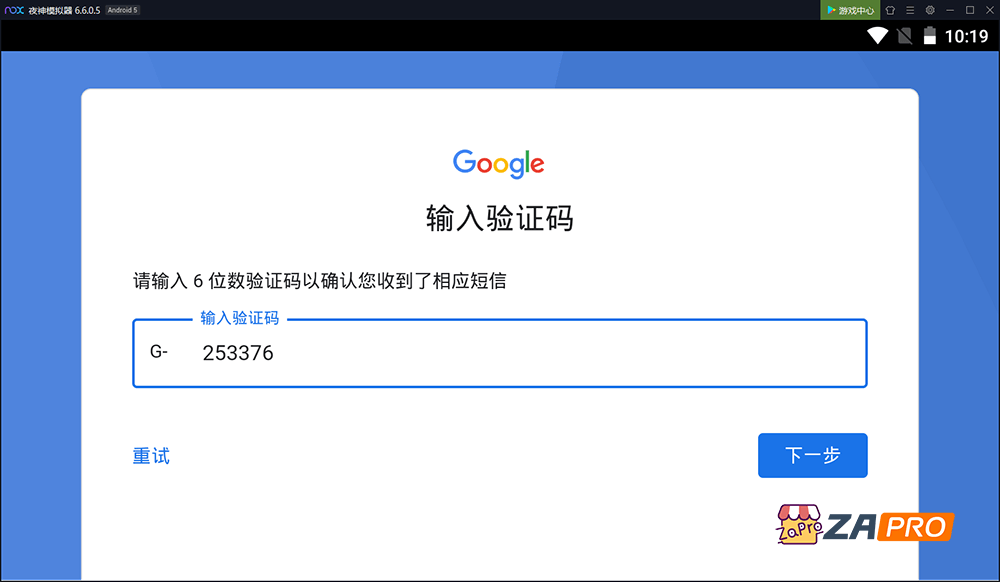 nox 夜神模拟器 6.6.0.5 Android 5
游戏中心
10:19
Google
输入验证码
请输入 6 位数验证码以确认您收到了相应短信
输入验证码
G- 253376
重试
下一步
ZaPro ZAPRO